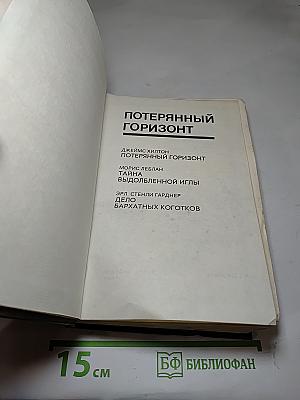 ПОТЕРЯННЫЙ
ГОРИЗОНТ
ДЖЕЙМС ХИЛТОН
ПОТЕРЯННЫЙ ГОРИЗОНТ
МОРИС ЛЕБЛАН
ТАЙНА
ВЫДОЛБЛЕННОЙ ИГЛЫ
ЭРЛ СТЕНЛИ ГАРДНЕР
ДЕЛО
БАРХАТНЫХ КОГОТКОВ
15 см
БФ БИБЛИОФАН